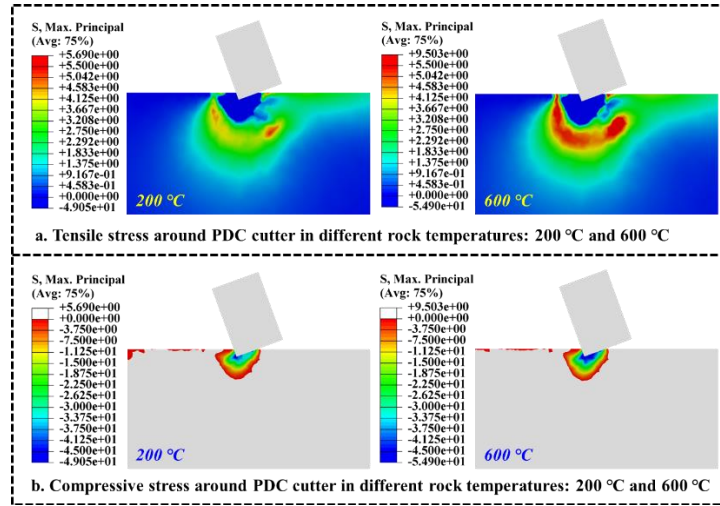 S, Max. Principal
(Avg: 75%)
+5.690e+00
+5.500e+00
+5.042e+00
+4.583e+00
+4.125e+00
+3.667e+00
+3.208e+00
+2.750e+00
+2.292e+00
+1.833e+00
+1.375e+00
+9.167e-01
+4.583e-01
+0.000e+00
-4.905e+01
200 °C
S, Max. Principal
(Avg: 75%)
+9.503e+00
+5.500e+00
+5.042e+00
+4.583e+00
+4.125e+00
+3.667e+00
+3.208e+00
+2.750e+00
+2.292e+00
+1.833e+00
+1.375e+00
+9.167e-01
+4.583e-01
+0.000e+00
-5.490e+01
600 °C
a. Tensile stress around PDC cutter in different rock temperatures: 200 °C and 600 °C
S, Max. Principal
(Avg: 75%)
+5.690e+00
+0.000e+00
-3.750e+00
-7.500e+00
-1.125e+01
-1.500e+01
-1.875e+01
-2.250e+01
-2.625e+01
-3.000e+01
-3.375e+01
-3.750e+01
-4.125e+01
-4.500e+01
-4.905e+01
200 °C
S, Max. Principal
(Avg: 75%)
+9.503e+00
+0.000e+00
-3.750e+00
-7.500e+00
-1.125e+01
-1.500e+01
-1.875e+01
-2.250e+01
-2.625e+01
-3.000e+01
-3.375e+01
-3.750e+01
-4.125e+01
-4.500e+01
-5.490e+01
600 °C
b. Compressive stress around PDC cutter in different rock temperatures: 200 °C and 600 °C